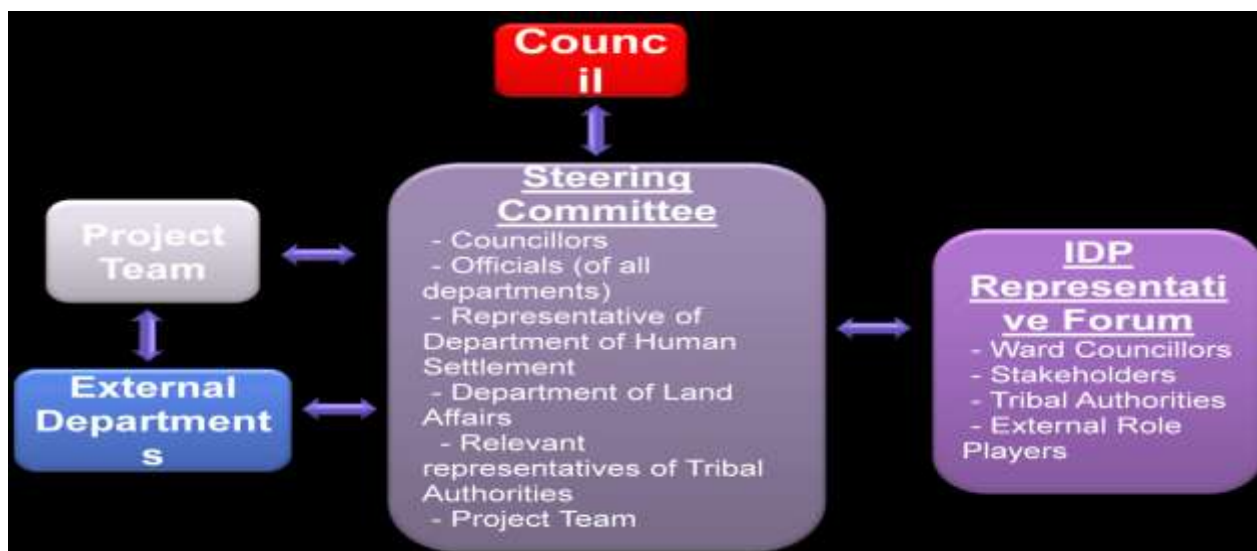 Counc
il
Steering
Committee
- Councillors
- Officials (of all
departments)
- Representative of
Department of Human
Settlement
- Department of Land
Affairs
- Relevant
representatives of Tribal
Authorities
- Project Team
Project
Team
External
Department
s
IDP
Representati
ve Forum
- Ward Councillors
- Stakeholders
- Tribal Authorities
- External Role
Players